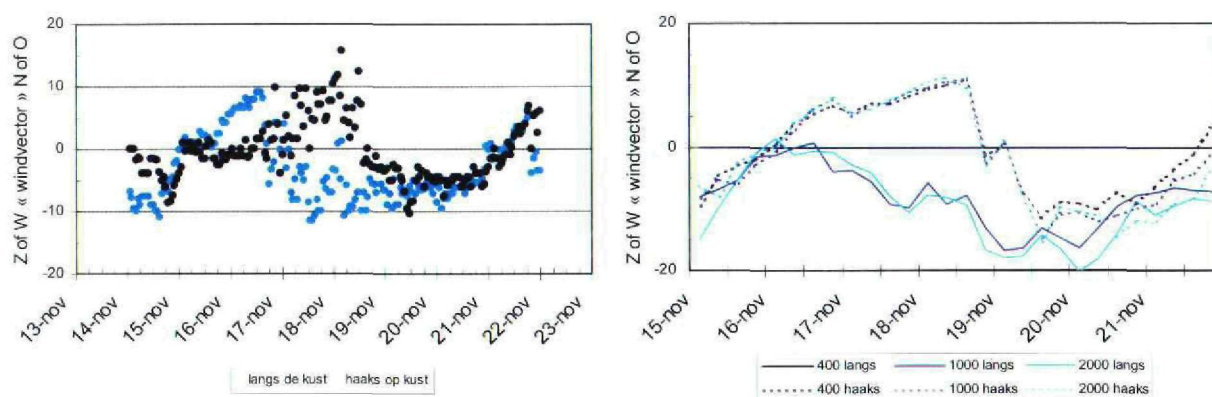 Z of W « windvector » N of O
20
10
0
-10
-20
13-nov
14-nov
15-nov
16-nov
17-nov
18-nov
19-nov
20-nov
21-nov
22-nov
23-nov
langs de kust haaks op kust
Z of W « windvector » N of O
20
0
-20
15-nov
16-nov
17-nov
18-nov
19-nov
20-nov
21-nov
400 langs 1000 langs 2000 langs
400 haaks 1000 haaks 2000 haaks